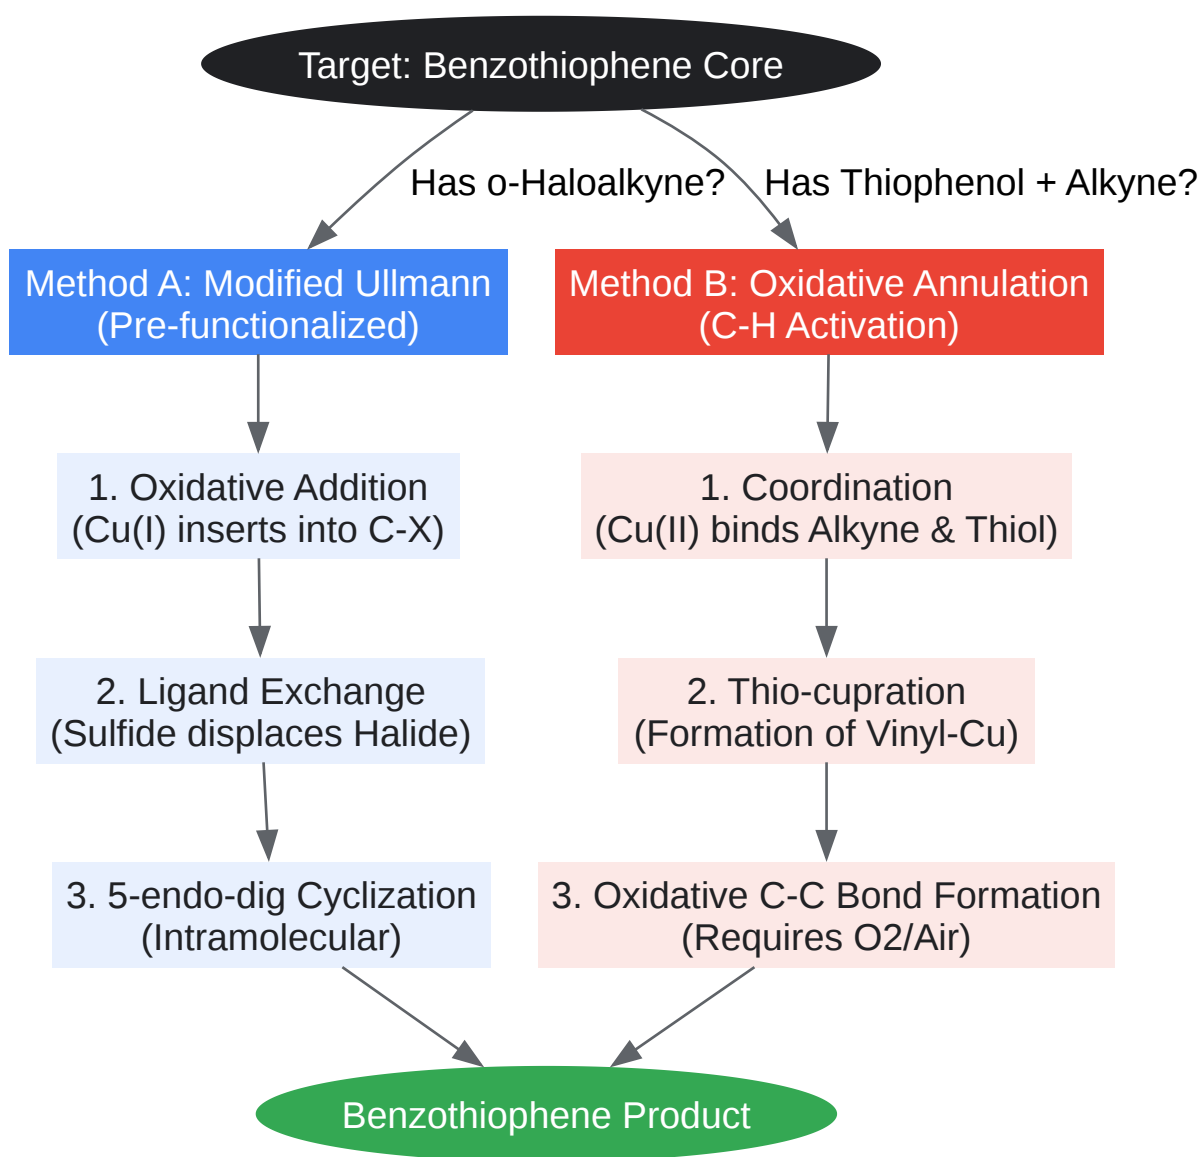 Target: Benzothiophene Core
Has o-Haloalkyne?
Has Thiophenol + Alkyne?
Method A: Modified Ullmann
(Pre-functionalized)
Method B: Oxidative Annulation
(C-H Activation)
1. Oxidative Addition
(Cu(I) inserts into C-X)
1. Coordination
(Cu(II) binds Alkyne & Thiol)
2. Ligand Exchange
(Sulfide displaces Halide)
2. Thio-cupration
(Formation of Vinyl-Cu)
3. 5-endo-dig Cyclization
(Intramolecular)
3. Oxidative C-C Bond Formation
(Requires O2/Air)
Benzothiophene Product